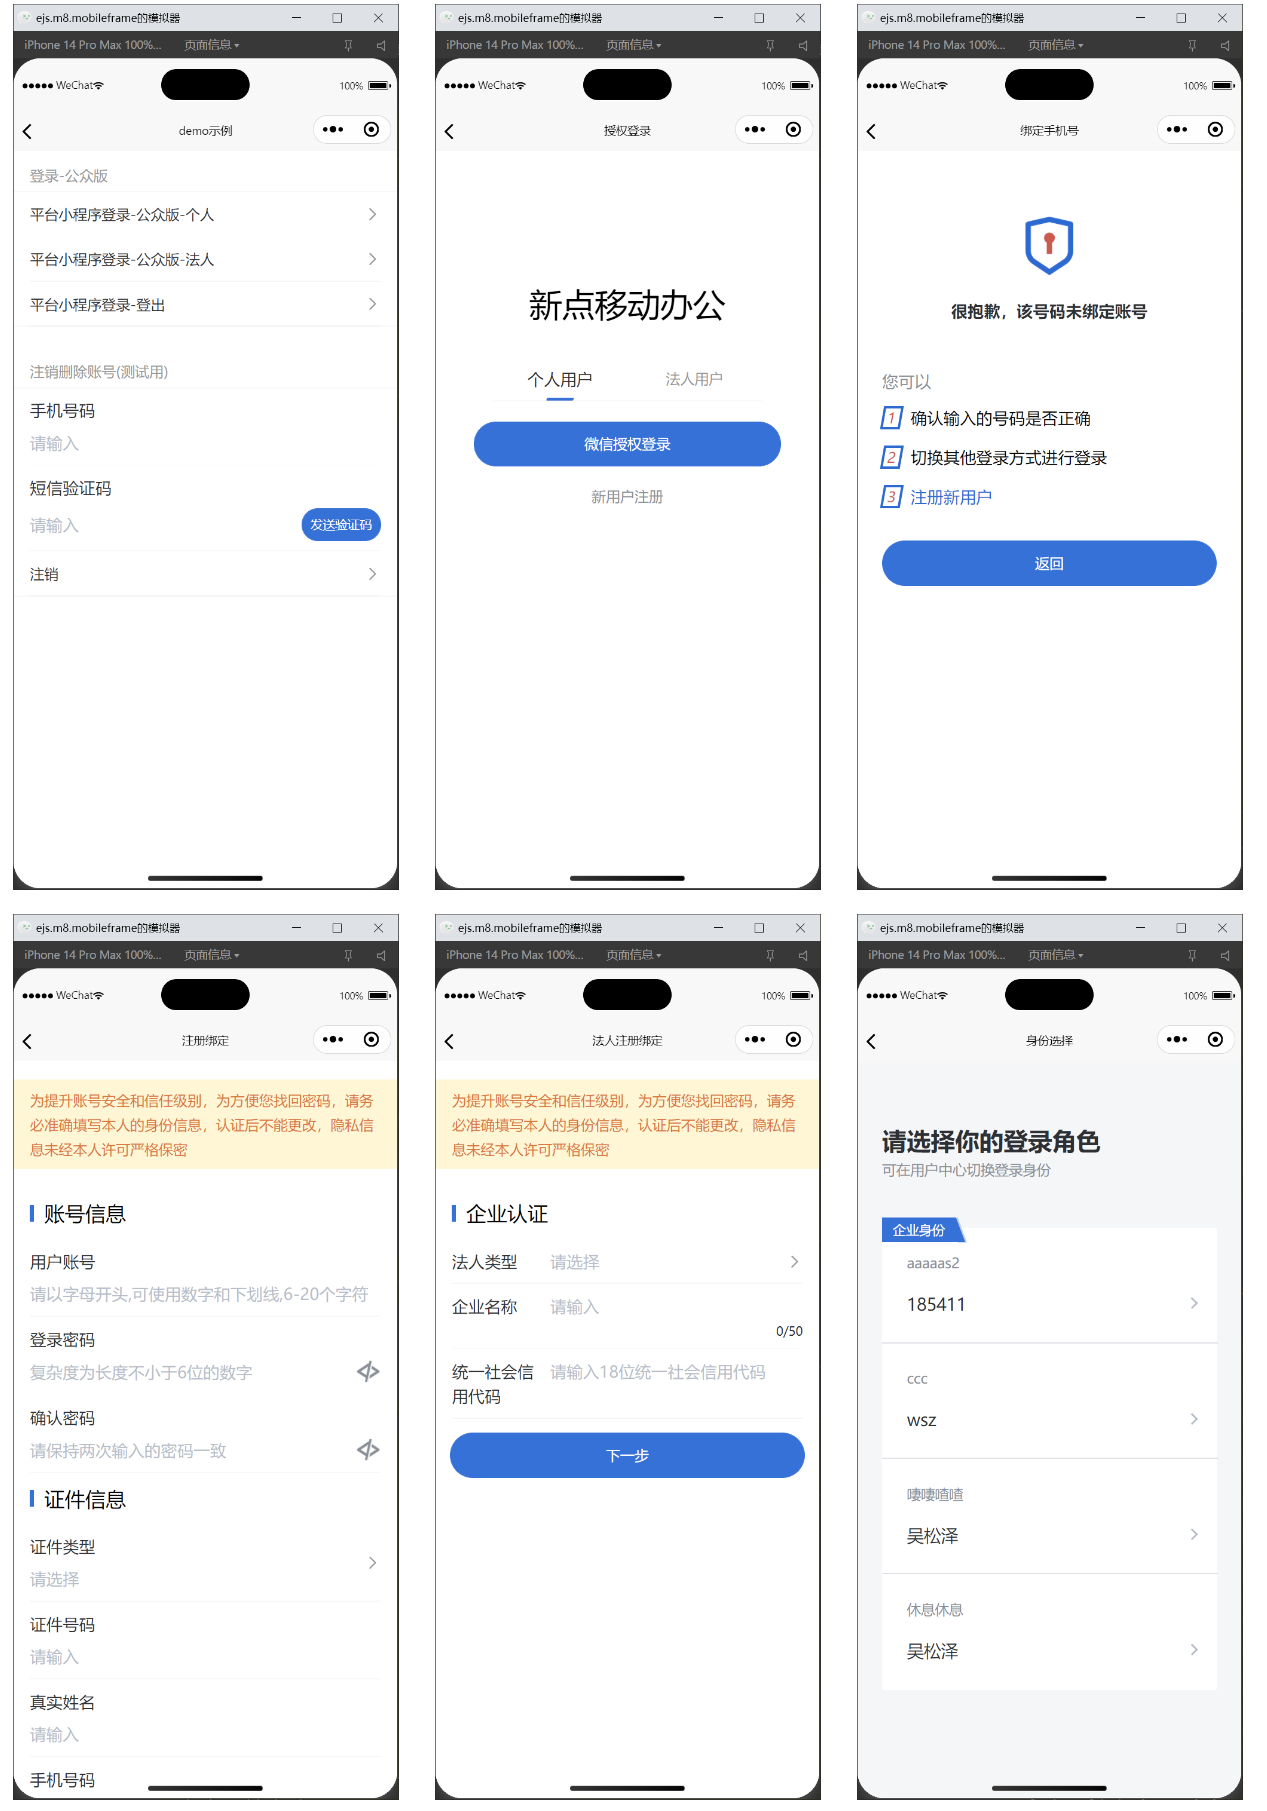 ejs.m8.mobileframe的模拟器
iPhone 14 Pro Max 100%... 页面信息
WeChat 100%
demo示例
登录-公众版
平台小程序登录-公众版-个人
平台小程序登录-公众版-法人
平台小程序登录-登出
注销删除账号(测试用)
手机号码
请输入
短信验证码
请输入
发送验证码
注销
ejs.m8.mobileframe的模拟器
iPhone 14 Pro Max 100%... 页面信息
WeChat 100%
授权登录
新点移动办公
个人用户 法人用户
微信授权登录
新用户注册
ejs.m8.mobileframe的模拟器
iPhone 14 Pro Max 100%... 页面信息
WeChat 100%
绑定手机号
很抱歉，该号码未绑定账号
您可以
1 确认输入的号码是否正确
2 切换其他登录方式进行登录
3 注册新用户
返回
ejs.m8.mobileframe的模拟器
iPhone 14 Pro Max 100%... 页面信息
WeChat 100%
注册绑定
为提升账号安全和信任级别，为方便您找回密码，请务
必准确填写本人的身份信息，认证后不能更改，隐私信
息未经本人许可严格保密
账号信息
用户账号
请以字母开头,可使用数字和下划线,6-20个字符
登录密码
复杂度为长度不小于6位的数字
确认密码
请保持两次输入的密码一致
证件信息
证件类型
请选择
证件号码
请输入
真实姓名
请输入
手机号码
ejs.m8.mobileframe的模拟器
iPhone 14 Pro Max 100%... 页面信息
WeChat 100%
法人注册绑定
为提升账号安全和信任级别，为方便您找回密码，请务
必准确填写本人的身份信息，认证后不能更改，隐私信
息未经本人许可严格保密
企业认证
法人类型 请选择
企业名称 请输入
0/50
统一社会信 请输入18位统一社会信用代码
用代码
下一步
ejs.m8.mobileframe的模拟器
iPhone 14 Pro Max 100%... 页面信息
WeChat 100%
身份选择
请选择你的登录角色
可在用户中心切换登录身份
企业身份
aaaaas2
185411
ccc
wsz
啛啛喳喳
吴松泽
休息休息
吴松泽